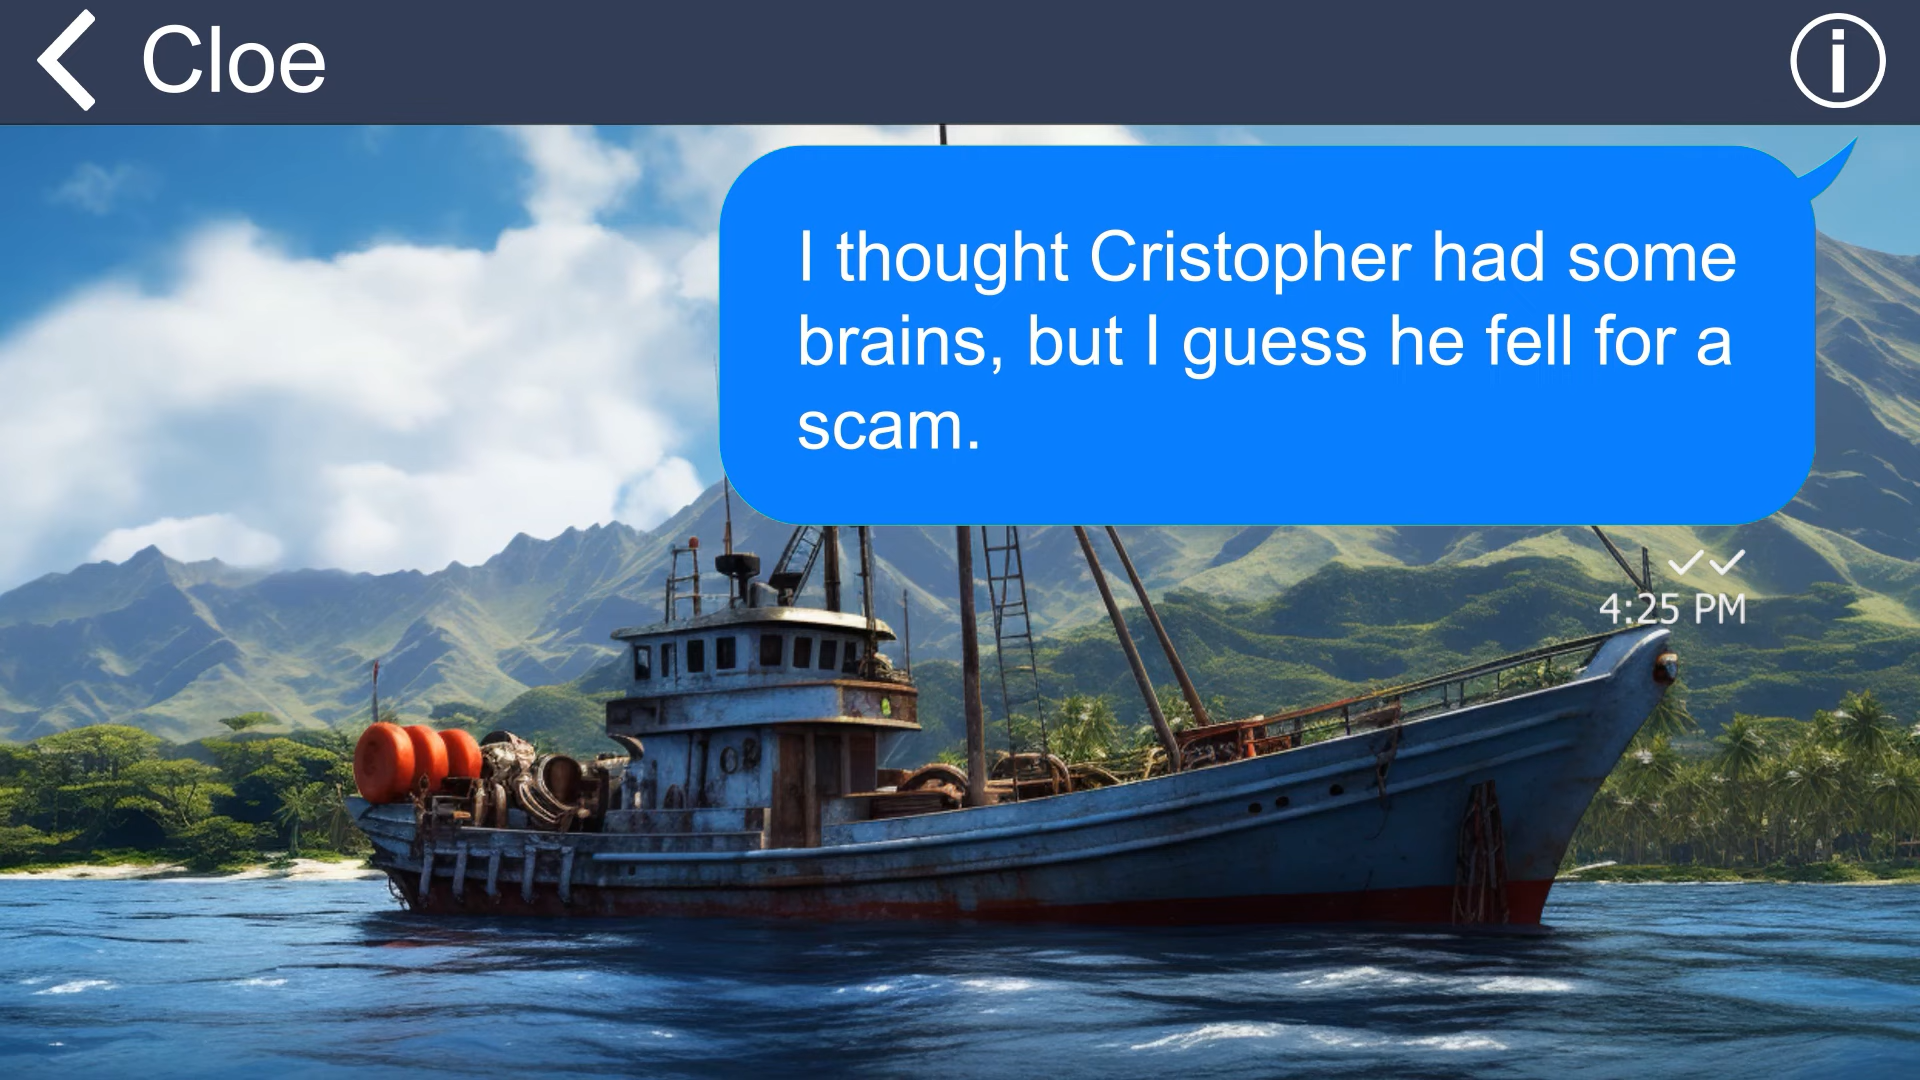 Cloe
I thought Cristopher had some
brains, but I guess he fell for a
scam.
4:25 PM